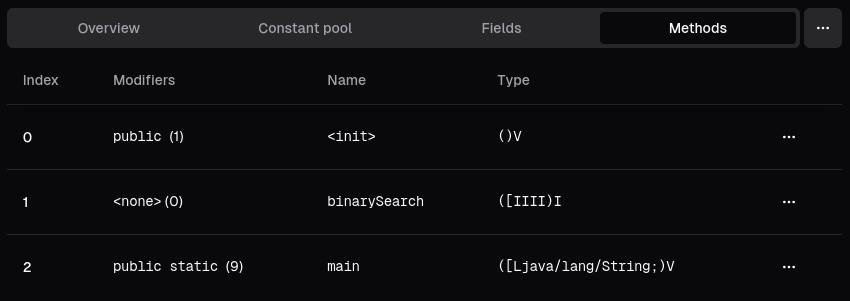 Overview Constant pool Fields Methods ...
Index Modifiers Name Type
0 public (1) <init> ()V ...
1 <none> (0) binarySearch ([IIII)I ...
2 public static (9) main ([Ljava/lang/String;)V ...